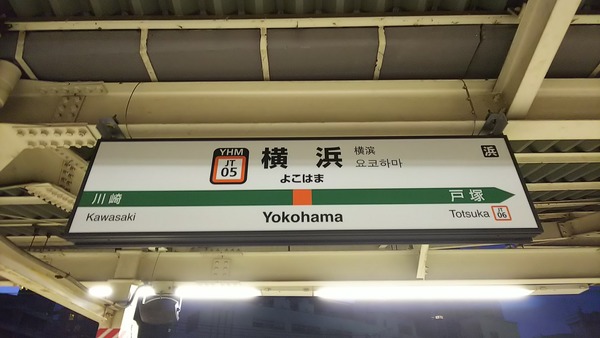 YHM
JT
05
横浜
横滨
요코하마
よこはま
浜
川崎
戸塚
Kawasaki
Yokohama
Totsuka
JT
06